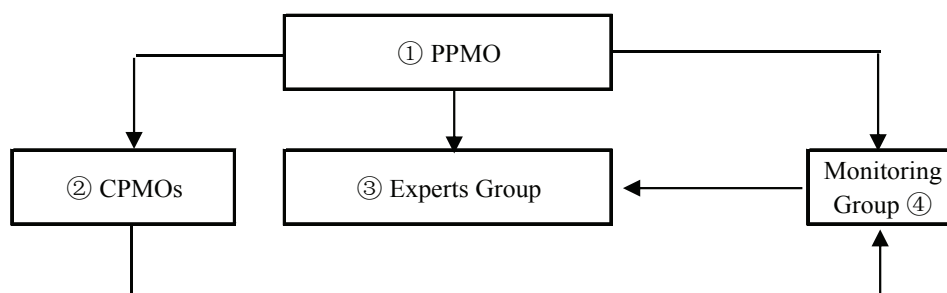 ① PPMO
② CPMOs
③ Experts Group
Monitoring
Group ④